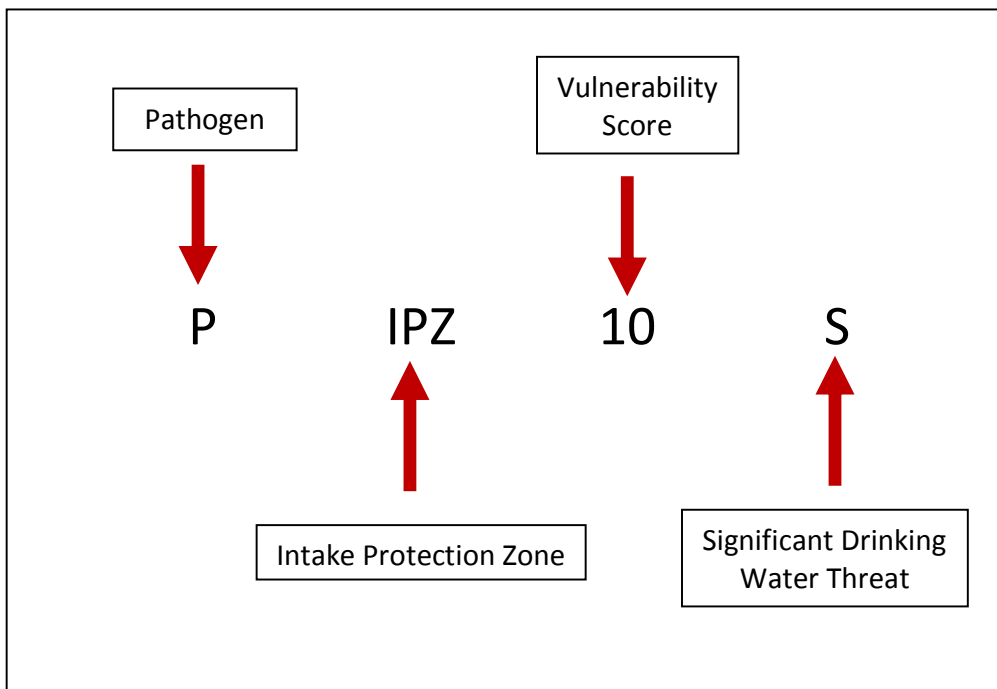 Pathogen
Vulnerability
Score
P IPZ 10 S
Intake Protection Zone
Significant Drinking
Water Threat